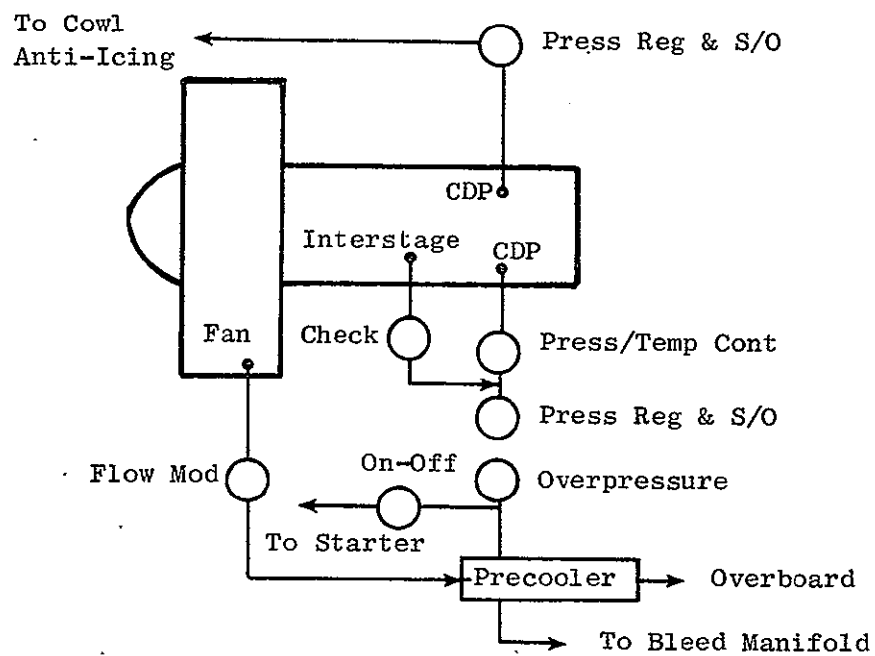 To Cowl
Anti-Icing
Press Reg & S/O
CDP
Interstage
CDP
Fan
Check
Press/Temp Cont
Press Reg & S/O
On-Off
Flow Mod
Overpressure
To Starter
Precooler
Overboard
To Bleed Manifold